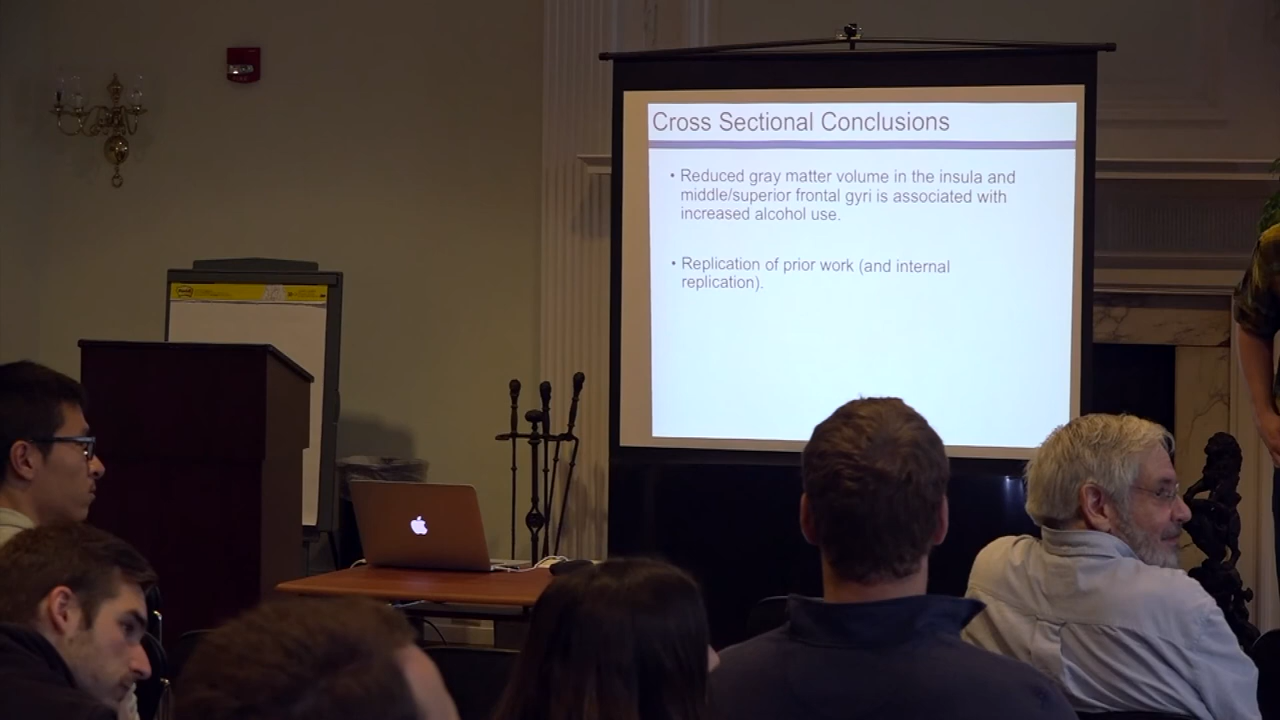 Cross Sectional Conclusions
• Reduced gray matter volume in the insula and
middle/superior frontal gyri is associated with
increased alcohol use.
• Replication of prior work (and internal
replication).